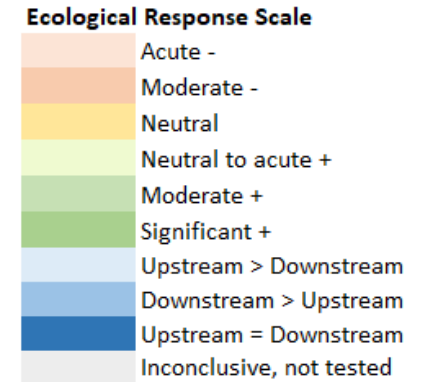 Ecological Response Scale
Acute -
Moderate -
Neutral
Neutral to acute +
Moderate +
Significant +
Upstream > Downstream
Downstream > Upstream
Upstream = Downstream
Inconclusive, not tested